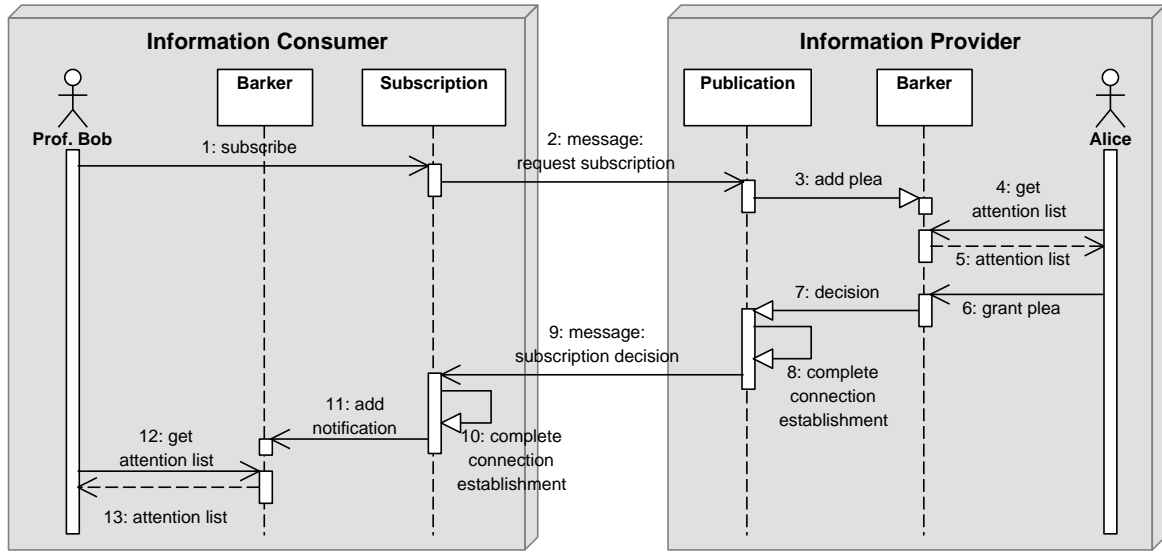 Information Consumer
Information Provider
Barker
Subscription
Publication
Barker
Prof. Bob
Alice
1: subscribe
2: message:
request subscription
3: add plea
4: get
attention list
5: attention list
6: grant plea
7: decision
8: complete
connection
establishment
9: message:
subscription decision
10: complete
connection
establishment
11: add
notification
12: get
attention list
13: attention list